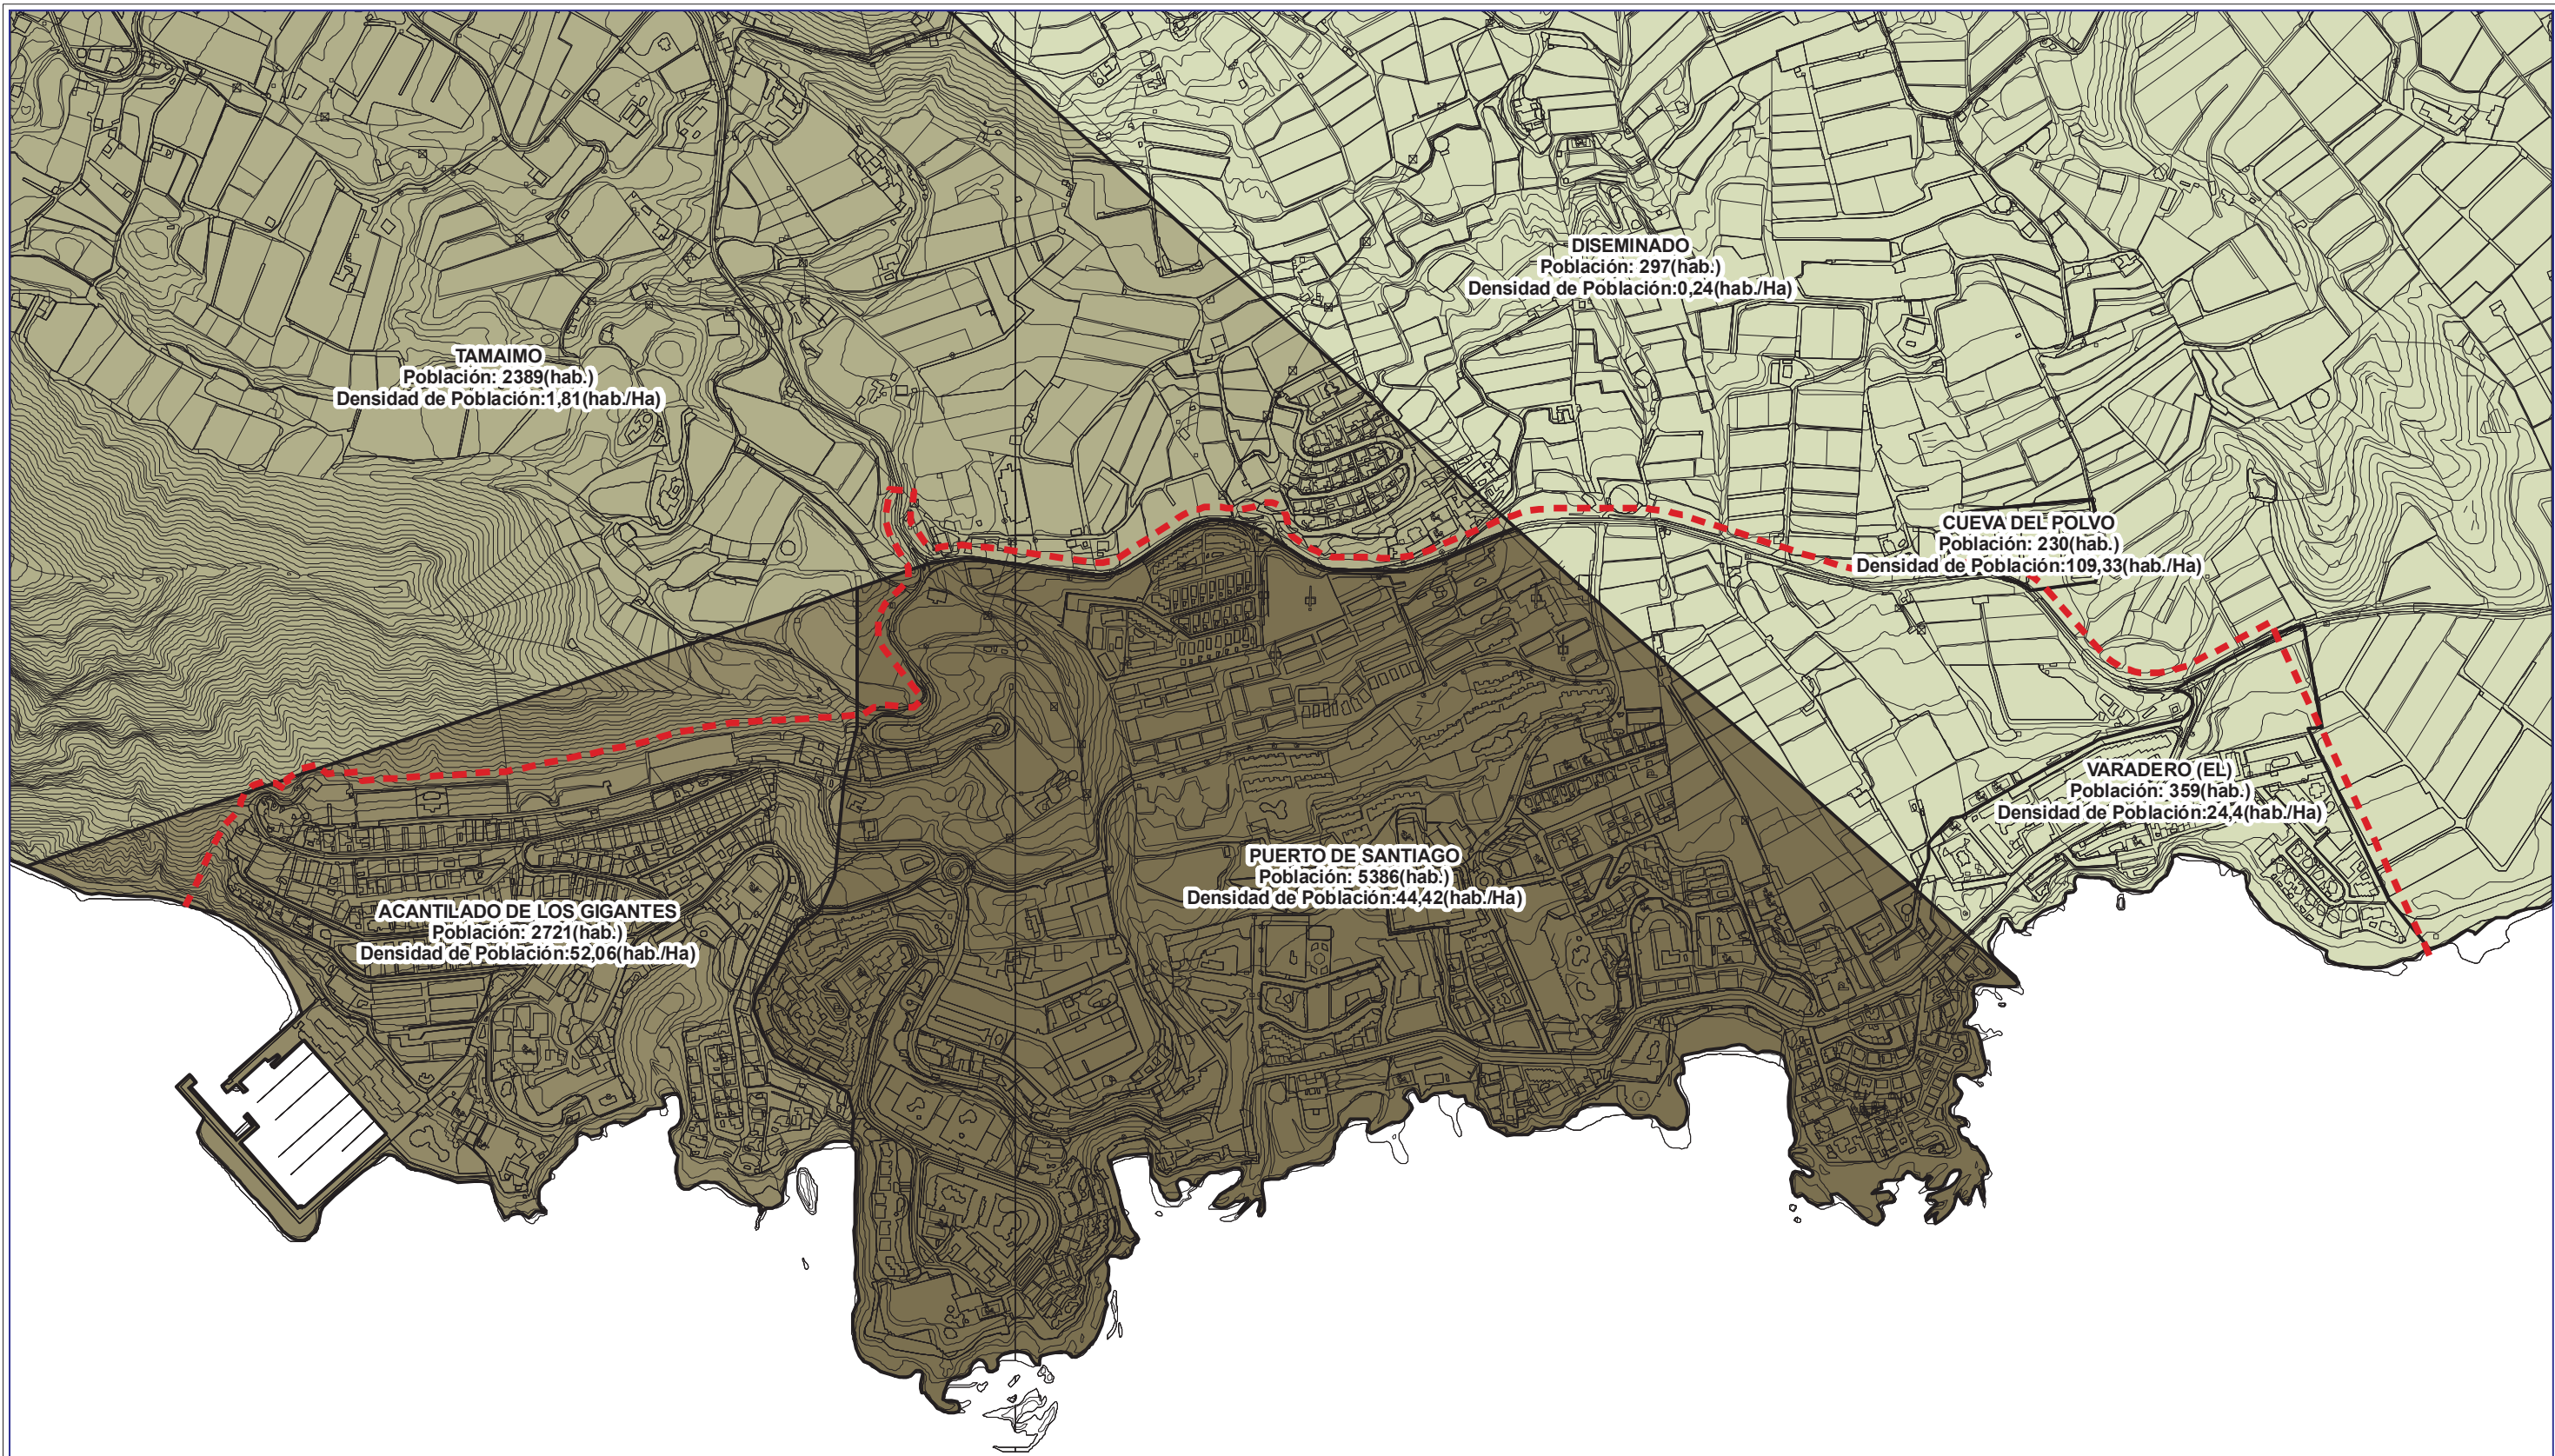 DISEMINADO
Población: 297(hab.)
Densidad de Población:0,24(hab./Ha)
TAMAIMO
Población: 2389(hab.)
Densidad de Población:1,81(hab./Ha)
CUEVA DEL POLVO
Población: 230(hab.)
Densidad de Población:109,33(hab./Ha)
VARADERO (EL)
Población: 359(hab.)
Densidad de Población:24,4(hab./Ha)
PUERTO DE SANTIAGO
Población: 5386(hab.)
Densidad de Población:44,42(hab./Ha)
ACANTILADO DE LOS GIGANTES
Población: 2721(hab.)
Densidad de Población:52,06(hab./Ha)